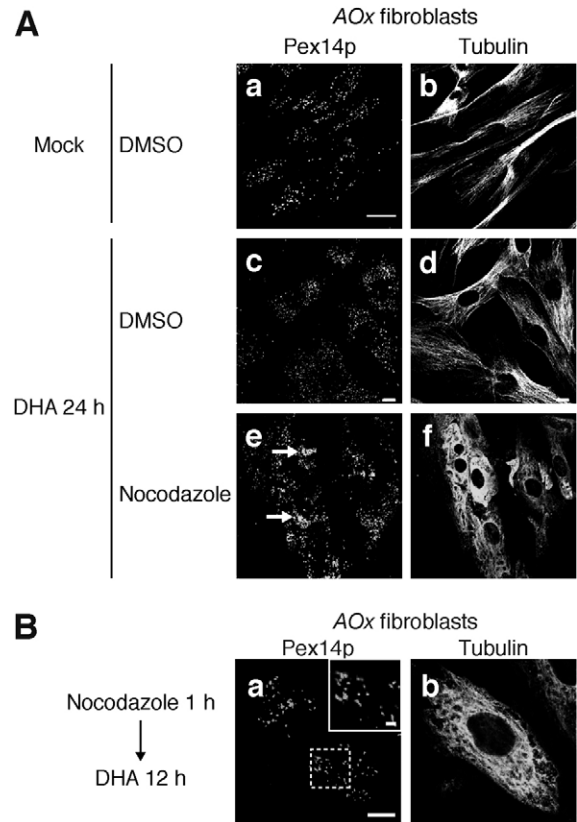 A
AOx fibroblasts
Pex14p Tubulin
Mock DMSO
a b
DHA 24 h
DMSO
c d
Nocodazole
e f
B
AOx fibroblasts
Pex14p Tubulin
Nocodazole 1 h
DHA 12 h
a b